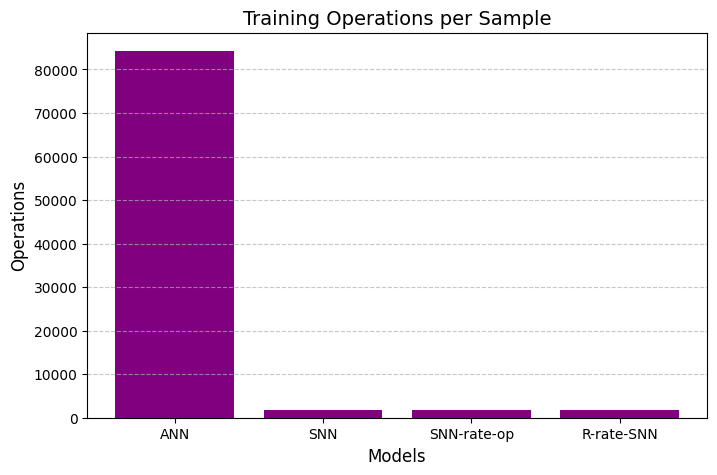 Training Operations per Sample
Operations
80000
70000
60000
50000
40000
30000
20000
10000
0
ANN SNN SNN-rate-op R-rate-SNN
Models